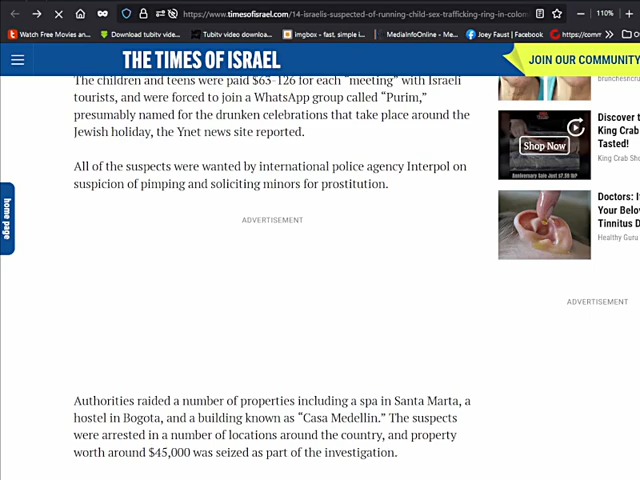 https://www.timesofisrael.com/14-israelis-suspected-of-running-child-sex-trafficking-ring-in-colom
110%
Watch Free Movies an...
Download tubitv video...
Tubitv video downloa...
imgbox - fast, simple i...
MediaInfoOnline - Me...
Joey Faust | Facebook
https://comm
Oth
THE TIMES OF ISRAEL
JOIN OUR COMMUNITY
The children and teens were paid $63-126 for each “meeting” with Israeli
tourists, and were forced to join a WhatsApp group called “Purim,”
presumably named for the drunken celebrations that take place around the
Jewish holiday, the Ynet news site reported.
All of the suspects were wanted by international police agency Interpol on
suspicion of pimping and soliciting minors for prostitution.
ADVERTISEMENT
home page
Authorities raided a number of properties including a spa in Santa Marta, a
hostel in Bogota, and a building known as “Casa Medellin.” The suspects
were arrested in a number of locations around the country, and property
worth around $45,000 was seized as part of the investigation.
brunchesncru
Shop Now
Discover t
King Crab
Tasted!
King Crab Sho
Doctors: I
Your Belo
Tinnitus D
Healthy Guru
ADVERTISEMENT